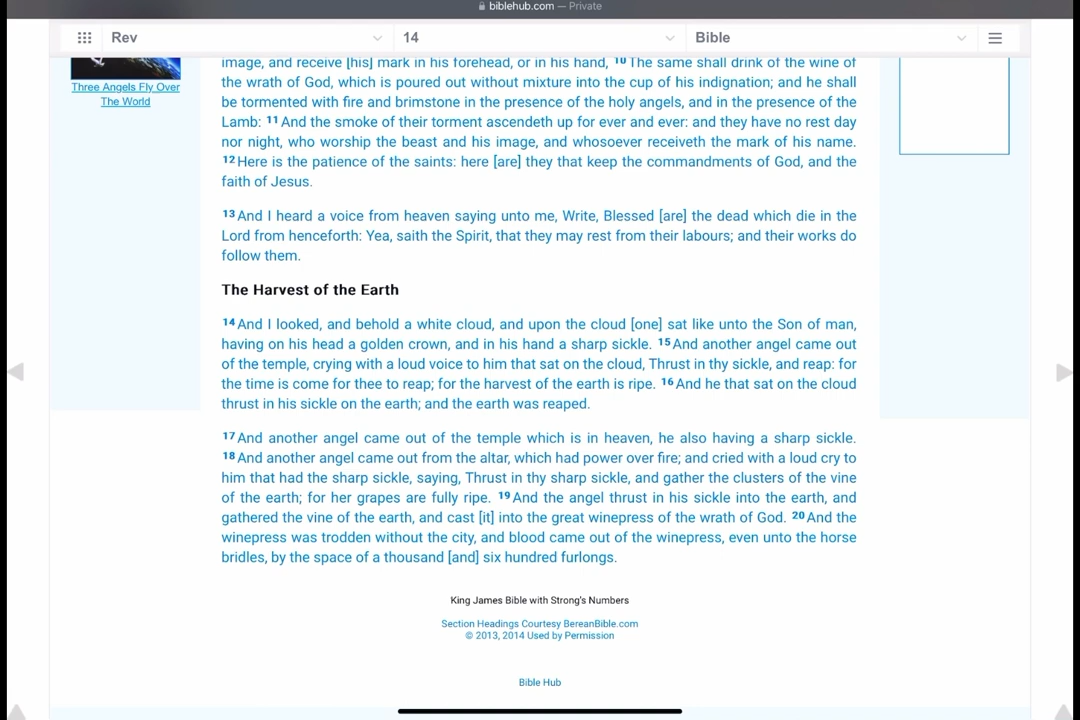 biblehub.com — Private
Rev
14
Bible
Three Angels Fly Over
The World
image, and receive [his] mark in his forehead, or in his hand, 10 The same shall drink of the wine of
the wrath of God, which is poured out without mixture into the cup of his indignation; and he shall
be tormented with fire and brimstone in the presence of the holy angels, and in the presence of the
Lamb: 11 And the smoke of their torment ascendeth up for ever and ever: and they have no rest day
nor night, who worship the beast and his image, and whosoever receiveth the mark of his name.
12 Here is the patience of the saints: here [are] they that keep the commandments of God, and the
faith of Jesus.
13 And I heard a voice from heaven saying unto me, Write, Blessed [are] the dead which die in the
Lord from henceforth: Yea, saith the Spirit, that they may rest from their labours; and their works do
follow them.
The Harvest of the Earth
14 And I looked, and behold a white cloud, and upon the cloud [one] sat like unto the Son of man,
having on his head a golden crown, and in his hand a sharp sickle. 15 And another angel came out
of the temple, crying with a loud voice to him that sat on the cloud, Thrust in thy sickle, and reap: for
the time is come for thee to reap; for the harvest of the earth is ripe. 16 And he that sat on the cloud
thrust in his sickle on the earth; and the earth was reaped.
17 And another angel came out of the temple which is in heaven, he also having a sharp sickle.
18 And another angel came out from the altar, which had power over fire; and cried with a loud cry to
him that had the sharp sickle, saying, Thrust in thy sharp sickle, and gather the clusters of the vine
of the earth; for her grapes are fully ripe. 19 And the angel thrust in his sickle into the earth, and
gathered the vine of the earth, and cast [it] into the great winepress of the wrath of God. 20 And the
winepress was trodden without the city, and blood came out of the winepress, even unto the horse
bridles, by the space of a thousand [and] six hundred furlongs.
King James Bible with Strong's Numbers
Section Headings Courtesy BereanBible.com
© 2013, 2014 Used by Permission
Bible Hub